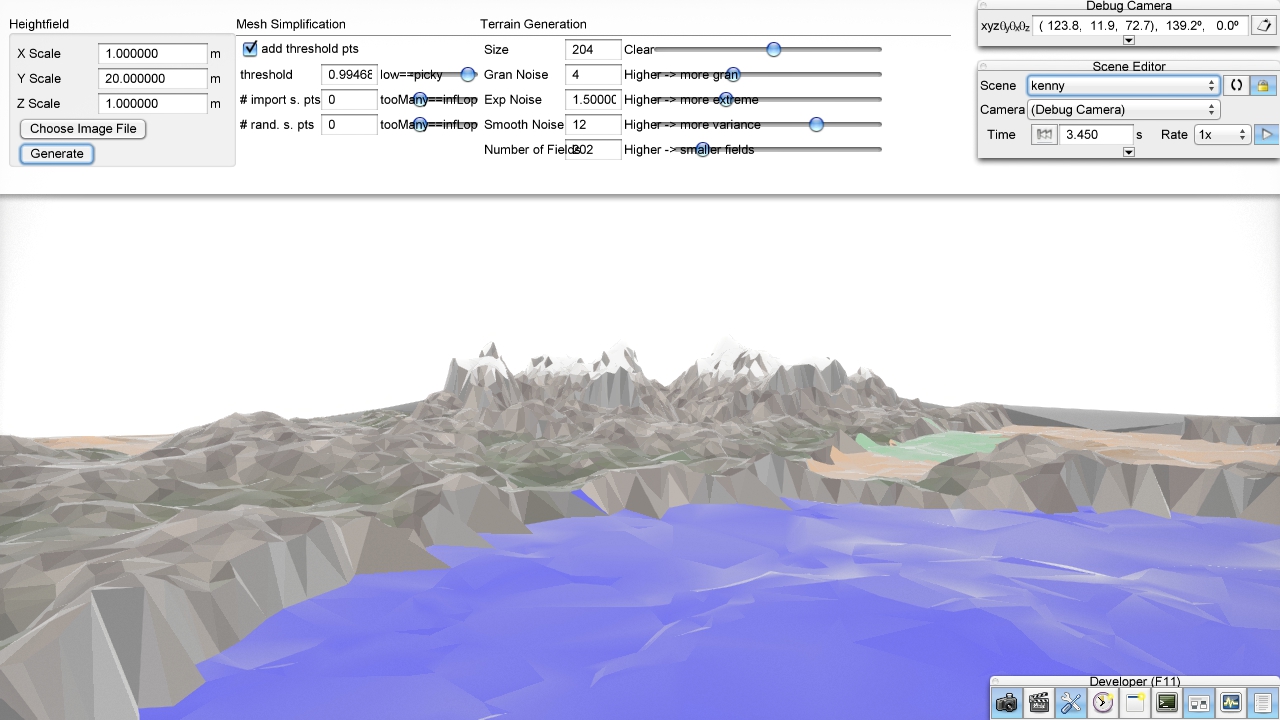 Heightfield
X Scale 1.000000 m
Y Scale 20.000000 m
Z Scale 1.000000 m
Choose Image File
Generate
Mesh Simplification
add threshold pts
threshold 0.99468 low==picky
# import s. pts 0 tooMany==infLop
# rand. s. pts 0 tooMany==infLop
Terrain Generation
Size 204 Clear
Gran Noise 4 Higher -> more gran
Exp Noise 1.50000 Higher -> more extreme
Smooth Noise 12 Higher -> more variance
Number of Fields 202 Higher -> smaller fields
Debug Camera
xyz ( 123.8, 11.9, 72.7), 139.2º, 0.0º
Scene Editor
Scene kenny
Camera (Debug Camera)
Time 3.450 s Rate 1x
Developer (F11)